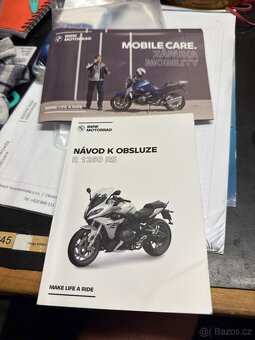 BMW
MOTORRAD
MOBILE CARE.
ZÁRUKA
MOBILITY
MAKE LIFE A RIDE
BMW
MOTORRAD
NÁVOD K OBSLUZE
R 1250 RS
MAKE LIFE A RIDE
45
Bazoš.cz